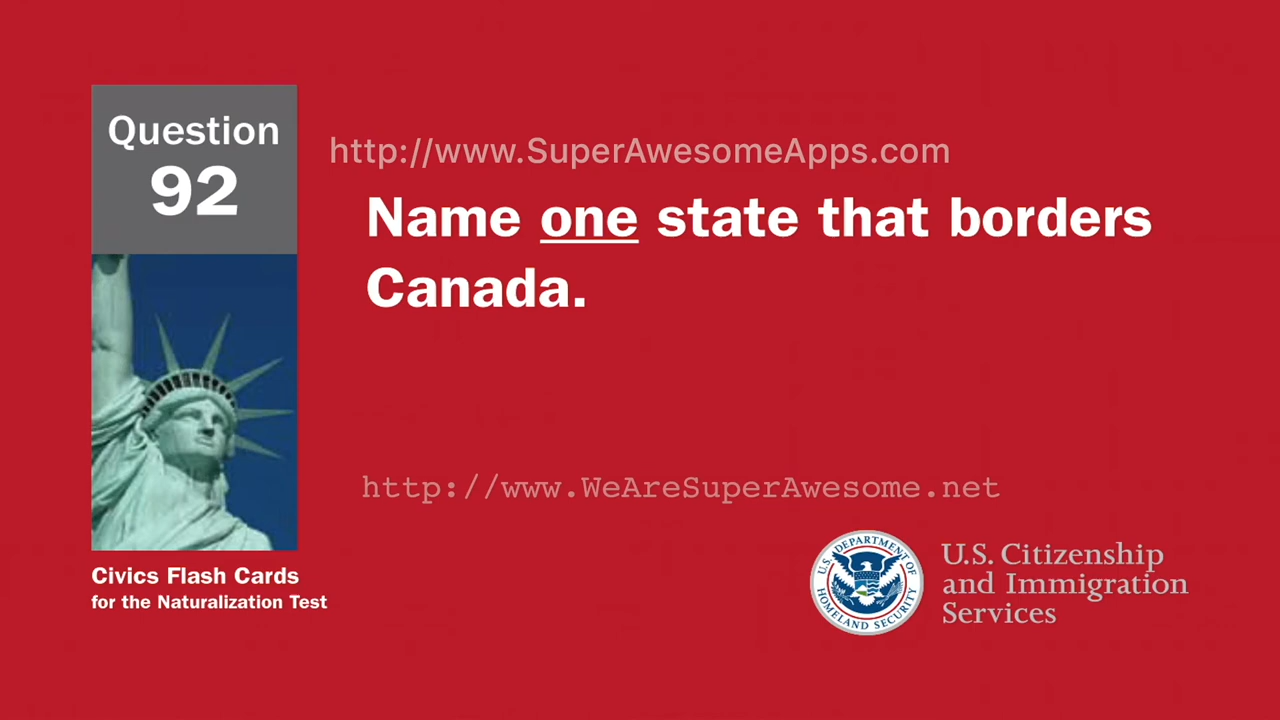 Question
92
http://www.SuperAwesomeApps.com
Name one state that borders
Canada.
http://www.WeAreSuperAwesome.net
Civics Flash Cards
for the Naturalization Test
U.S. DEPARTMENT OF
HOMELAND SECURITY
U.S. Citizenship
and Immigration
Services